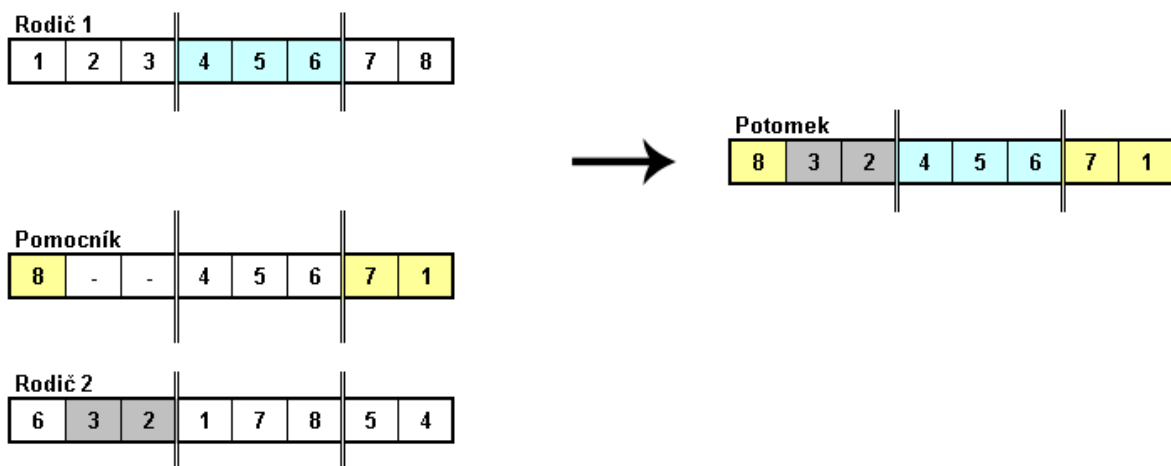 Rodič 1
1 2 3 4 5 6 7 8
Potomek
8 3 2 4 5 6 7 1
Pomocník
8 - - 4 5 6 7 1
Rodič 2
6 3 2 1 7 8 5 4